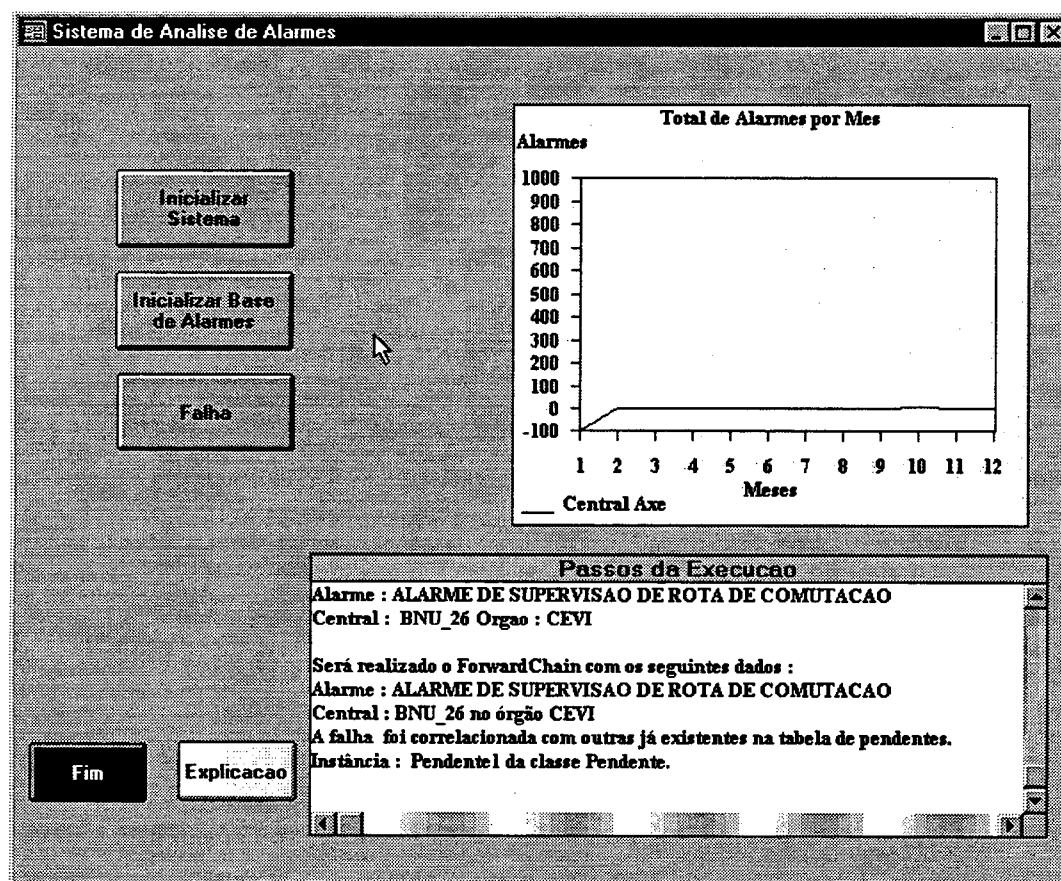 Sistema de Analise de Alarmes
Inicializar
Sistema
Inicializar Base
de Alarmes
Falha
Total de Alarmes por Mes
Alarmes
1000
900
800
700
600
500
400
300
200
100
0
-100
1 2 3 4 5 6 7 8 9 10 11 12
Meses
Central Axe
Passos da Execucao
Alarme : ALARME DE SUPERVISAO DE ROTA DE COMUTACAO
Central : BNU_26 Orgao : CEVI
Será realizado o ForwardChain com os seguintes dados :
Alarme : ALARME DE SUPERVISAO DE ROTA DE COMUTACAO
Central : BNU_26 no órgão CEVI
A falha foi correlacionada com outras já existentes na tabela de pendentes.
Instância : Pendente1 da classe Pendente.
Fim
Explicacao